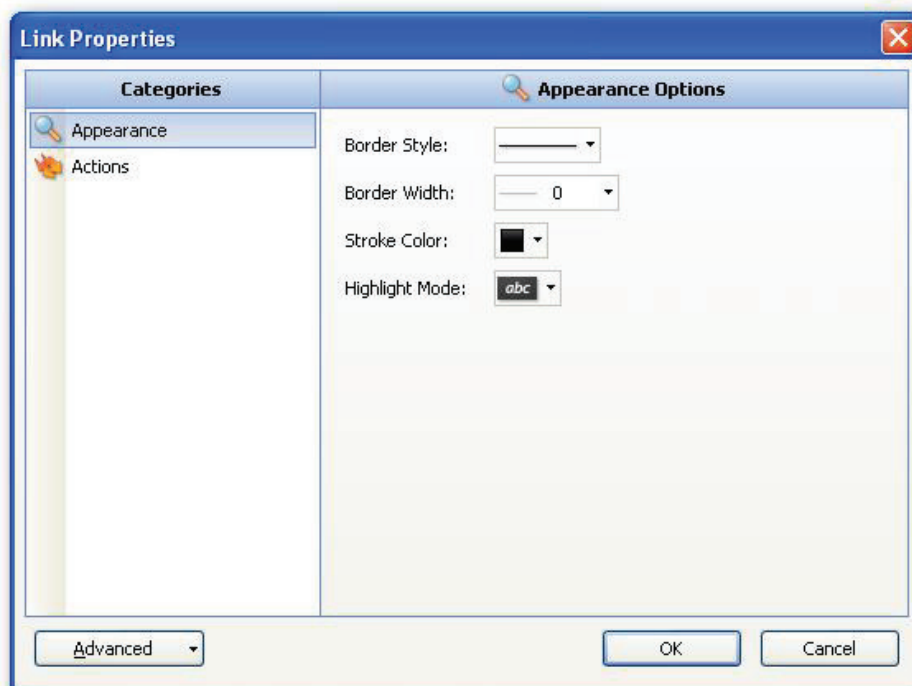 Link Properties
Categories
Appearance Options
Appearance
Actions
Border Style:
Border Width: 0
Stroke Color:
Highlight Mode: abc
Advanced
OK
Cancel